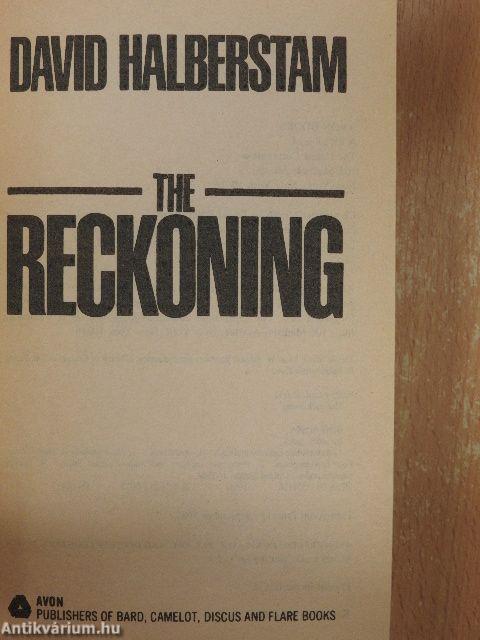 DAVID HALBERSTAM
THE
RECKONING
AVON
PUBLISHERS OF BARD, CAMELOT, DISCUS AND FLARE BOOKS
Antikvárium.hu